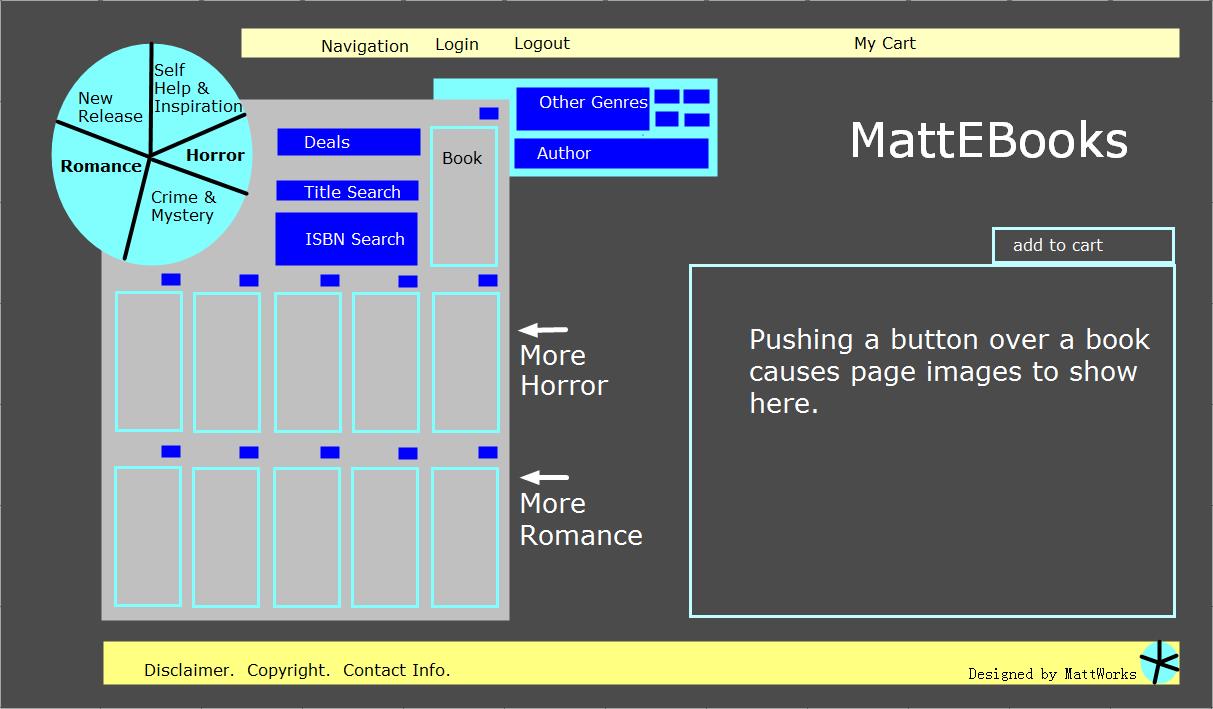 Navigation Login Logout My Cart
Self
Help &
Inspiration
New
Release
Romance
Horror
Crime &
Mystery
Deals
Title Search
ISBN Search
Book
Other Genres
Author
MattEBooks
add to cart
Pushing a button over a book
causes page images to show
here.
More
Horror
More
Romance
Disclaimer. Copyright. Contact Info.
Designed by MattWorks